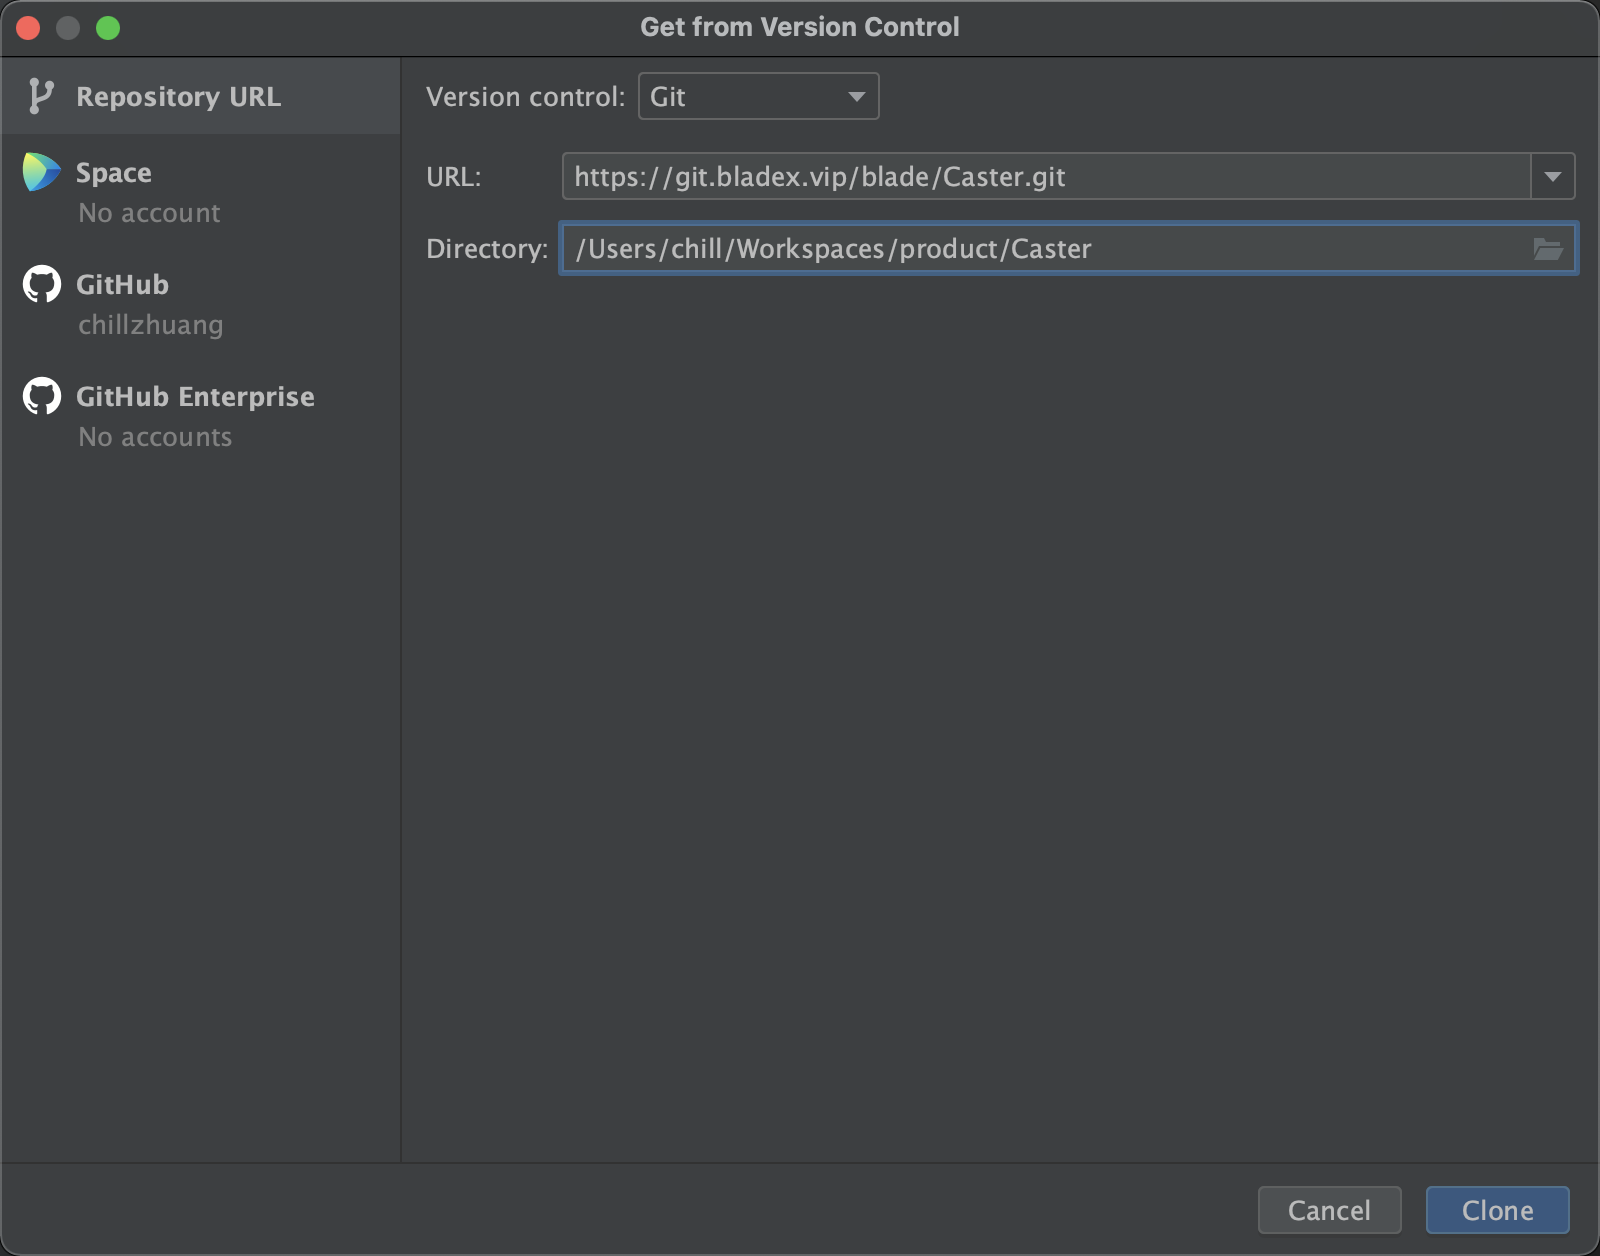 Get from Version Control
Repository URL
Space
No account
GitHub
chillzhuang
GitHub Enterprise
No accounts
Version control: Git
URL: https://git.bladex.vip/blade/Caster.git
Directory: /Users/chill/Workspaces/product/Caster
Cancel Clone